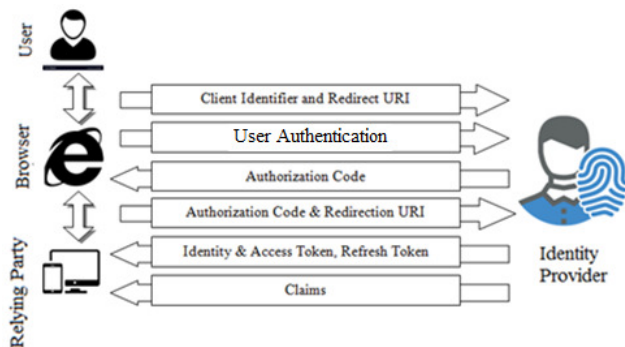 User
Browser
Relying Party
Client Identifier and Redirect URI
User Authentication
Authorization Code
Authorization Code & Redirection URI
Identity & Access Token, Refresh Token
Claims
Identity
Provider